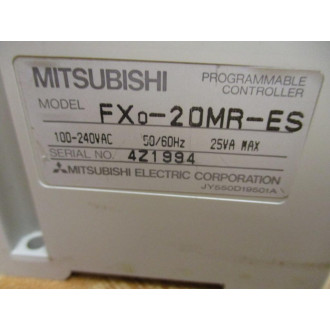 MITSUBISHI PROGRAMMABLE CONTROLLER
MODEL FX0-20MR-ES
100-240VAC 50/60Hz 25VA MAX
SERIAL NO. 4Z1994
MITSUBISHI ELECTRIC CORPORATION
JY550D19501A